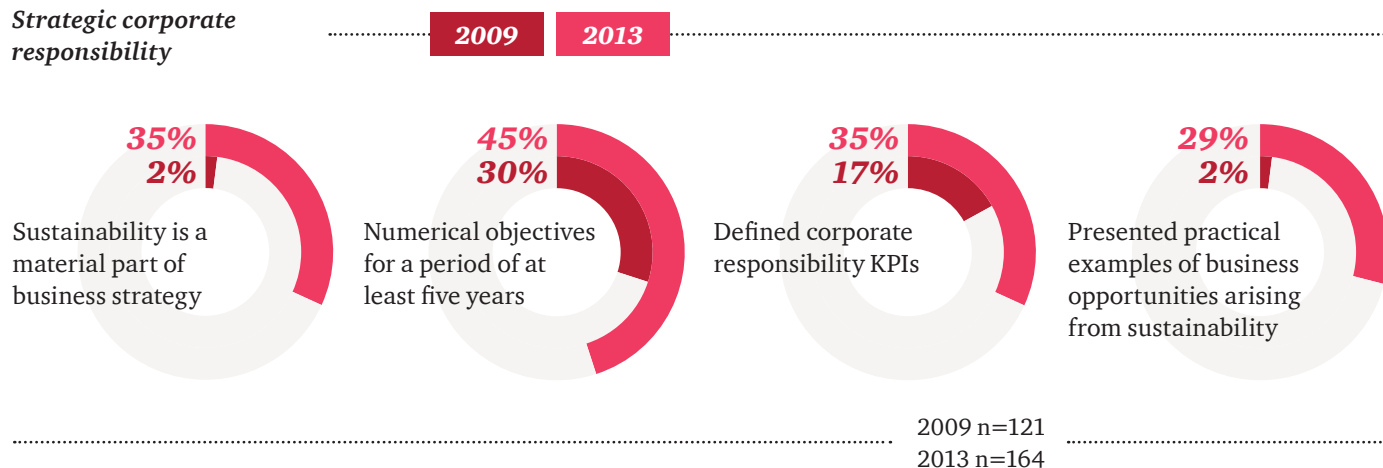 Strategic corporate
responsibility
2009
2013
35%
2%
Sustainability is a
material part of
business strategy
45%
30%
Numerical objectives
for a period of at
least five years
35%
17%
Defined corporate
responsibility KPIs
29%
2%
Presented practical
examples of business
opportunities arising
from sustainability
2009 n=121
2013 n=164